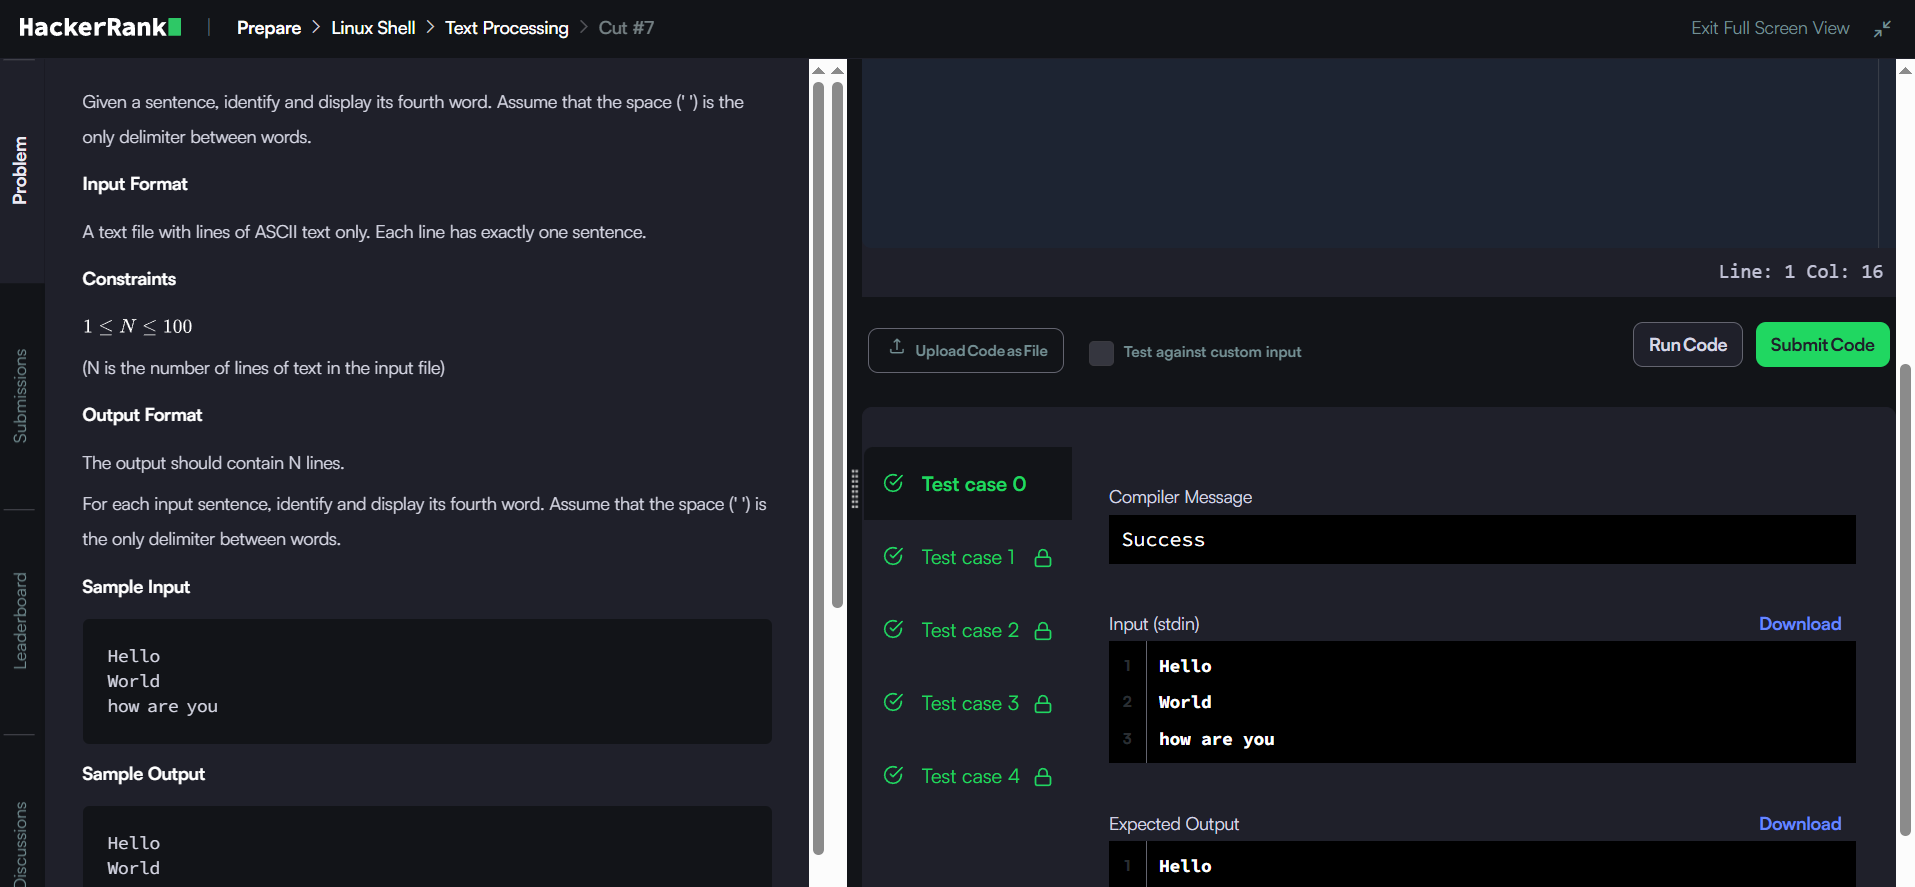 HackerRank | Prepare > Linux Shell > Text Processing > Cut #7
Exit Full Screen View
Problem
Submissions
Leaderboard
Discussions
Given a sentence, identify and display its fourth word. Assume that the space (' ') is the
only delimiter between words.
Input Format
A text file with lines of ASCII text only. Each line has exactly one sentence.
Constraints
1 ≤ N ≤ 100
(N is the number of lines of text in the input file)
Output Format
The output should contain N lines.
For each input sentence, identify and display its fourth word. Assume that the space (' ') is
the only delimiter between words.
Sample Input
Hello
World
how are you
Sample Output
Hello
World
Line: 1 Col: 16
Upload Code as File
Test against custom input
Run Code
Submit Code
Test case 0
Test case 1
Test case 2
Test case 3
Test case 4
Compiler Message
Success
Input (stdin)
Download
1 Hello
2 World
3 how are you
Expected Output
Download
1 Hello